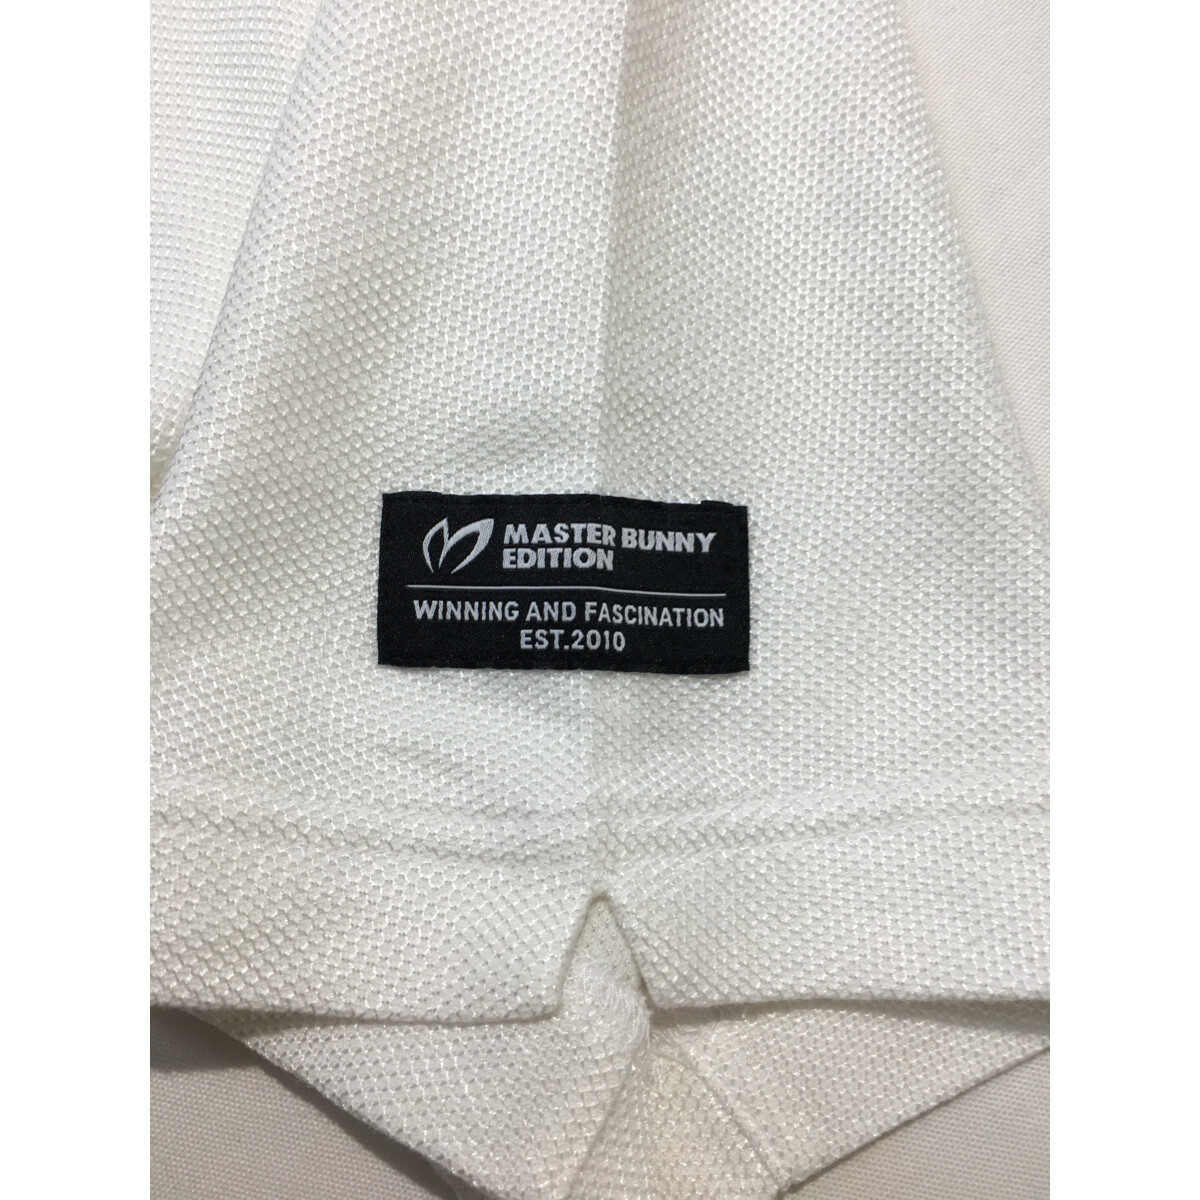 MASTER BUNNY
EDITION
WINNING AND FASCINATION
EST.2010